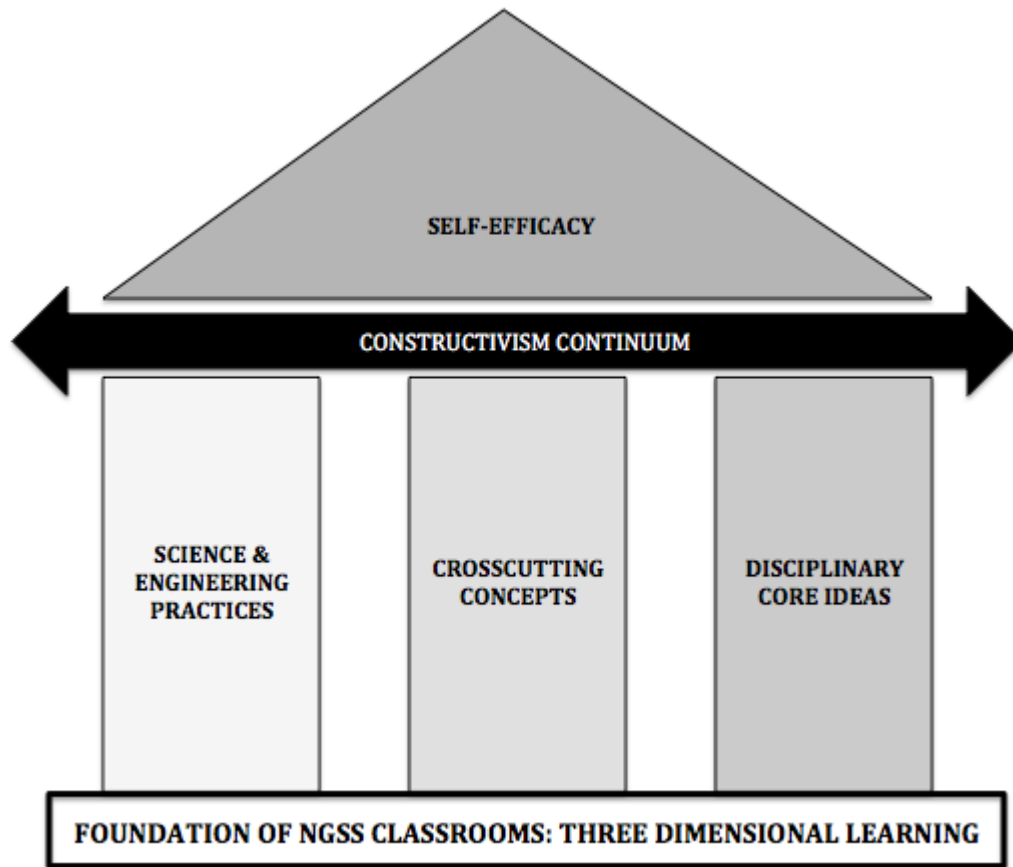 SELF-EFFICACY
CONSTRUCTIVISM CONTINUUM
SCIENCE &
ENGINEERING
PRACTICES
CROSSCUTTING
CONCEPTS
DISCIPLINARY
CORE IDEAS
FOUNDATION OF NGSS CLASSROOMS: THREE DIMENSIONAL LEARNING